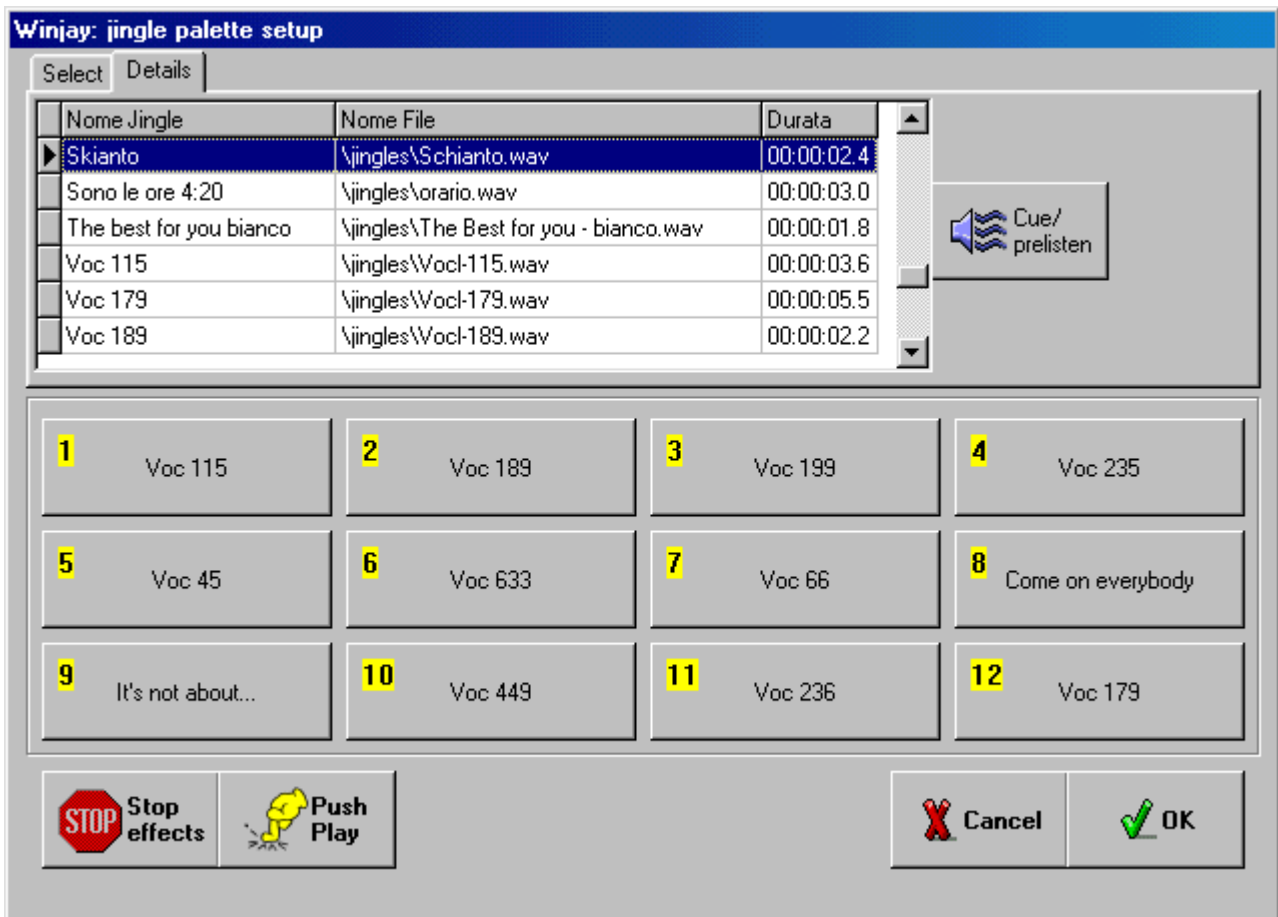 Winjay: jingle palette setup
Select Details
Nome Jingle Nome File Durata
Skianto \jingles\Schianto.wav 00:00:02.4
Sono le ore 4:20 \jingles\orario.wav 00:00:03.0
The best for you bianco \jingles\The Best for you - bianco.wav 00:00:01.8
Voc 115 \jingles\Vocl-115.wav 00:00:03.6
Voc 179 \jingles\Vocl-179.wav 00:00:05.5
Voc 189 \jingles\Vocl-189.wav 00:00:02.2
Cue/
prelisten
1 Voc 115 2 Voc 189 3 Voc 199 4 Voc 235
5 Voc 45 6 Voc 633 7 Voc 66 8 Come on everybody
9 It's not about... 10 Voc 449 11 Voc 236 12 Voc 179
STOP Stop
effects
Push
Play
Cancel
OK